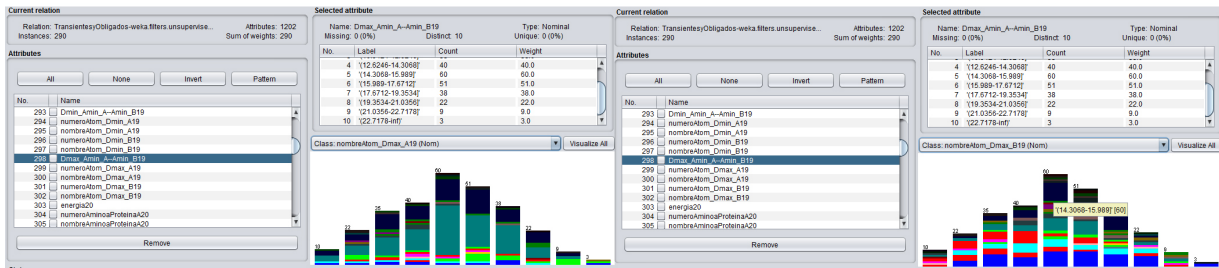 Current relation
Relation: TransientesyObligados-weka.filters.unsupervise... Attributes: 1202
Instances: 290 Sum of weights: 290
Attributes
All None Invert Pattern
No. Name
293 Dmin_Amin_A--Amin_B19
294 numeroAtom_Dmin_A19
295 nombreAtom_Dmin_A19
296 numeroAtom_Dmin_B19
297 nombreAtom_Dmin_B19
298 Dmax_Amin_A--Amin_B19
299 numeroAtom_Dmax_A19
300 nombreAtom_Dmax_A19
301 numeroAtom_Dmax_B19
302 nombreAtom_Dmax_B19
303 energia20
304 numeroAminoaProteinaA20
305 nombreAminoaProteinaA20
Remove
Selected attribute
Name: Dmax_Amin_A--Amin_B19 Type: Nominal
Missing: 0 (0%) Distinct: 10 Unique: 0 (0%)
No. Label Count Weight
4 '(12.6246-14.3068]' 40 40.0
5 '(14.3068-15.989]' 60 60.0
6 '(15.989-17.6712]' 51 51.0
7 '(17.6712-19.3534]' 38 38.0
8 '(19.3534-21.0356]' 22 22.0
9 '(21.0356-22.7178]' 9 9.0
10 '(22.7178-inf)' 3 3.0
Class: nombreAtom_Dmax_A19 (Nom) Visualize All
10 22 25 40 60 51 38 22 9 3
Current relation
Relation: TransientesyObligados-weka.filters.unsupervise... Attributes: 1202
Instances: 290 Sum of weights: 290
Attributes
All None Invert Pattern
No. Name
293 Dmin_Amin_A--Amin_B19
294 numeroAtom_Dmin_A19
295 nombreAtom_Dmin_A19
296 numeroAtom_Dmin_B19
297 nombreAtom_Dmin_B19
298 Dmax_Amin_A--Amin_B19
299 numeroAtom_Dmax_A19
300 nombreAtom_Dmax_A19
301 numeroAtom_Dmax_B19
302 nombreAtom_Dmax_B19
303 energia20
304 numeroAminoaProteinaA20
305 nombreAminoaProteinaA20
Remove
Selected attribute
Name: Dmax_Amin_A--Amin_B19 Type: Nominal
Missing: 0 (0%) Distinct: 10 Unique: 0 (0%)
No. Label Count Weight
4 '(12.6246-14.3068]' 40 40.0
5 '(14.3068-15.989]' 60 60.0
6 '(15.989-17.6712]' 51 51.0
7 '(17.6712-19.3534]' 38 38.0
8 '(19.3534-21.0356]' 22 22.0
9 '(21.0356-22.7178]' 9 9.0
10 '(22.7178-inf)' 3 3.0
Class: nombreAtom_Dmax_B19 (Nom) Visualize All
10 22 25 40 60 51 22 9 3
'(14.3068-15.989]' [60]